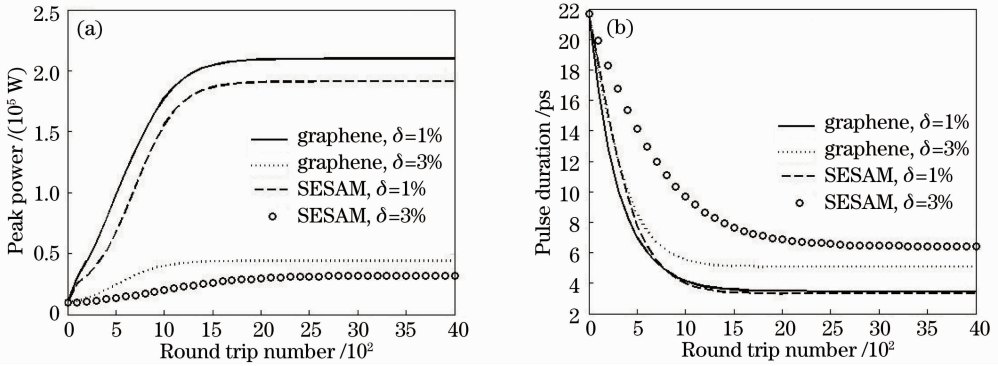 (a)
Peak power /(10⁵ W)
2.5
2.0
1.5
1.0
0.5
0
graphene, δ=1%
graphene, δ=3%
SESAM, δ=1%
SESAM, δ=3%
0 5 10 15 20 25 30 35 40
Round trip number /10²
(b)
Pulse duration /ps
22
20
18
16
14
12
10
8
6
4
2
graphene, δ=1%
graphene, δ=3%
SESAM, δ=1%
SESAM, δ=3%
0 5 10 15 20 25 30 35 40
Round trip number /10²